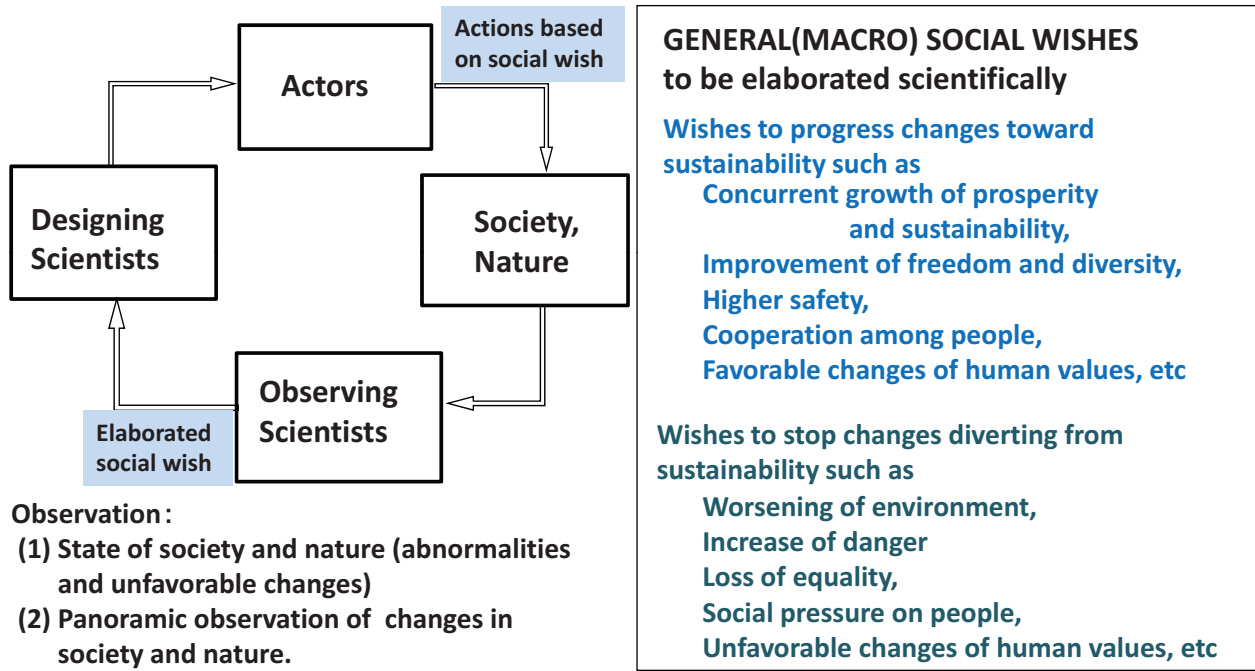 Actions based
on social wish
Actors
Designing
Scientists
Society,
Nature
Observing
Scientists
Elaborated
social wish
Observation：
(1) State of society and nature (abnormalities
and unfavorable changes)
(2) Panoramic observation of changes in
society and nature.
GENERAL(MACRO) SOCIAL WISHES
to be elaborated scientifically
Wishes to progress changes toward
sustainability such as
Concurrent growth of prosperity
and sustainability,
Improvement of freedom and diversity,
Higher safety,
Cooperation among people,
Favorable changes of human values, etc
Wishes to stop changes diverting from
sustainability such as
Worsening of environment,
Increase of danger
Loss of equality,
Social pressure on people,
Unfavorable changes of human values, etc